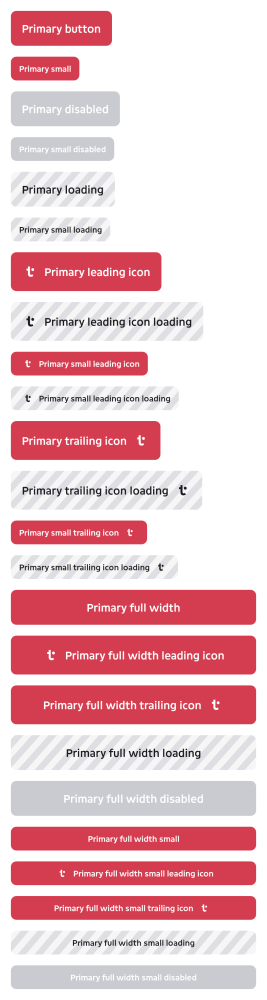 Primary button
Primary small
Primary disabled
Primary small disabled
Primary loading
Primary small loading
t Primary leading icon
t Primary leading icon loading
t Primary small leading icon
t Primary small leading icon loading
Primary trailing icon t
Primary trailing icon loading t
Primary small trailing icon t
Primary small trailing icon loading t
Primary full width
t Primary full width leading icon
Primary full width trailing icon t
Primary full width loading
Primary full width disabled
Primary full width small
t Primary full width small leading icon
Primary full width small trailing icon t
Primary full width small loading
Primary full width small disabled